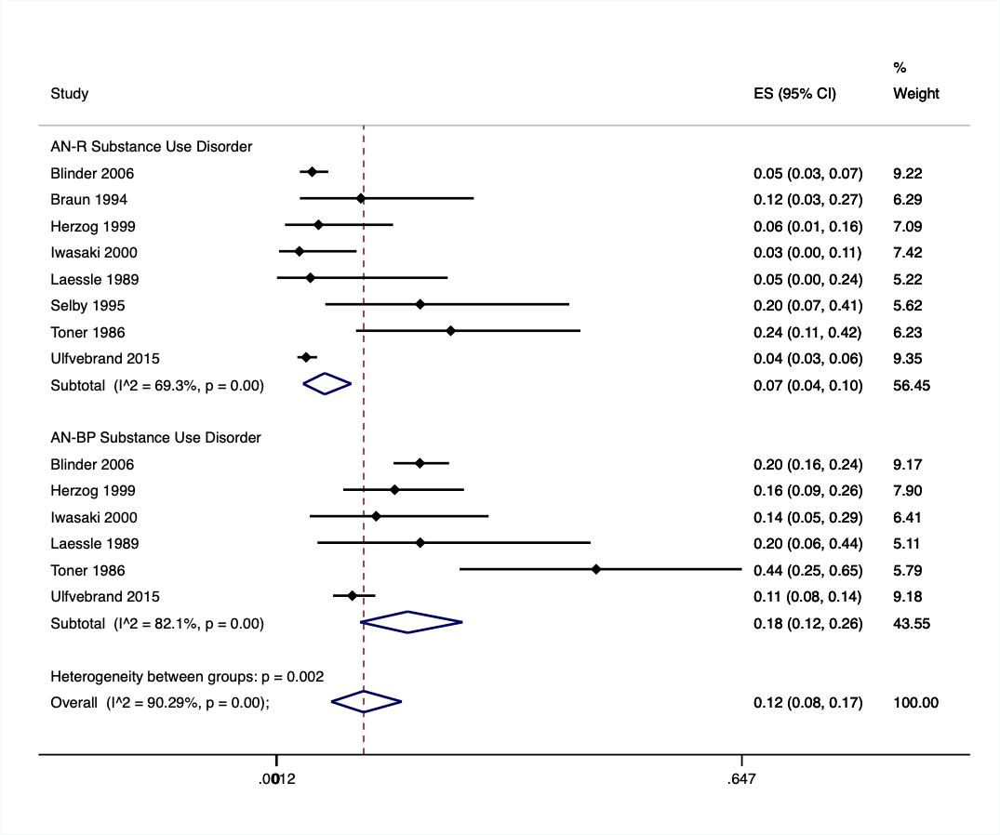 %
Study ES (95% CI) Weight
AN-R Substance Use Disorder
Blinder 2006 0.05 (0.03, 0.07) 9.22
Braun 1994 0.12 (0.03, 0.27) 6.29
Herzog 1999 0.06 (0.01, 0.16) 7.09
Iwasaki 2000 0.03 (0.00, 0.11) 7.42
Laessle 1989 0.05 (0.00, 0.24) 5.22
Selby 1995 0.20 (0.07, 0.41) 5.62
Toner 1986 0.24 (0.11, 0.42) 6.23
Ulfvebrand 2015 0.04 (0.03, 0.06) 9.35
Subtotal (I^2 = 69.3%, p = 0.00) 0.07 (0.04, 0.10) 56.45
AN-BP Substance Use Disorder
Blinder 2006 0.20 (0.16, 0.24) 9.17
Herzog 1999 0.16 (0.09, 0.26) 7.90
Iwasaki 2000 0.14 (0.05, 0.29) 6.41
Laessle 1989 0.20 (0.06, 0.44) 5.11
Toner 1986 0.44 (0.25, 0.65) 5.79
Ulfvebrand 2015 0.11 (0.08, 0.14) 9.18
Subtotal (I^2 = 82.1%, p = 0.00) 0.18 (0.12, 0.26) 43.55
Heterogeneity between groups: p = 0.002
Overall (I^2 = 90.29%, p = 0.00); 0.12 (0.08, 0.17) 100.00
.647